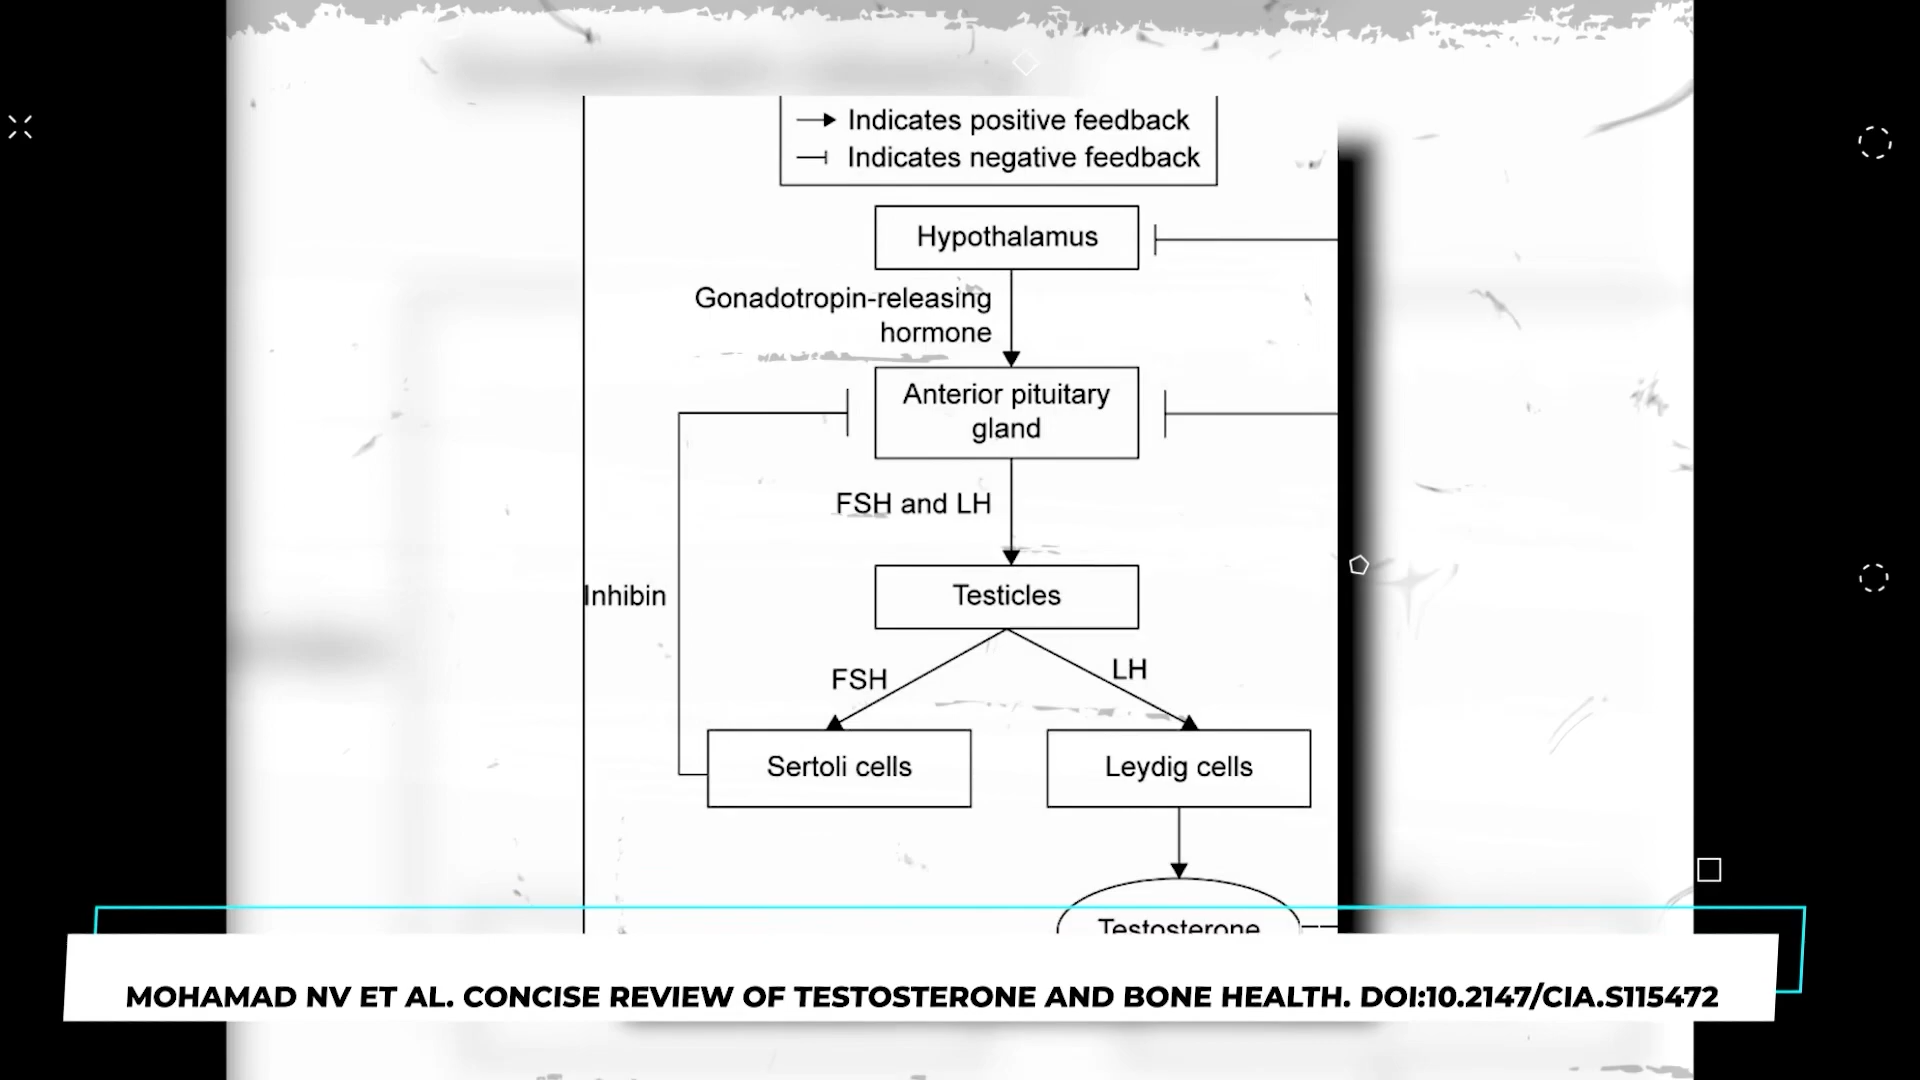 Indicates positive feedback
Indicates negative feedback
Hypothalamus
Gonadotropin-releasing
hormone
Anterior pituitary
gland
FSH and LH
Inhibin
Testicles
FSH
LH
Sertoli cells
Leydig cells
Testosterone
MOHAMAD NV ET AL. CONCISE REVIEW OF TESTOSTERONE AND BONE HEALTH. DOI:10.2147/CIA.S115472